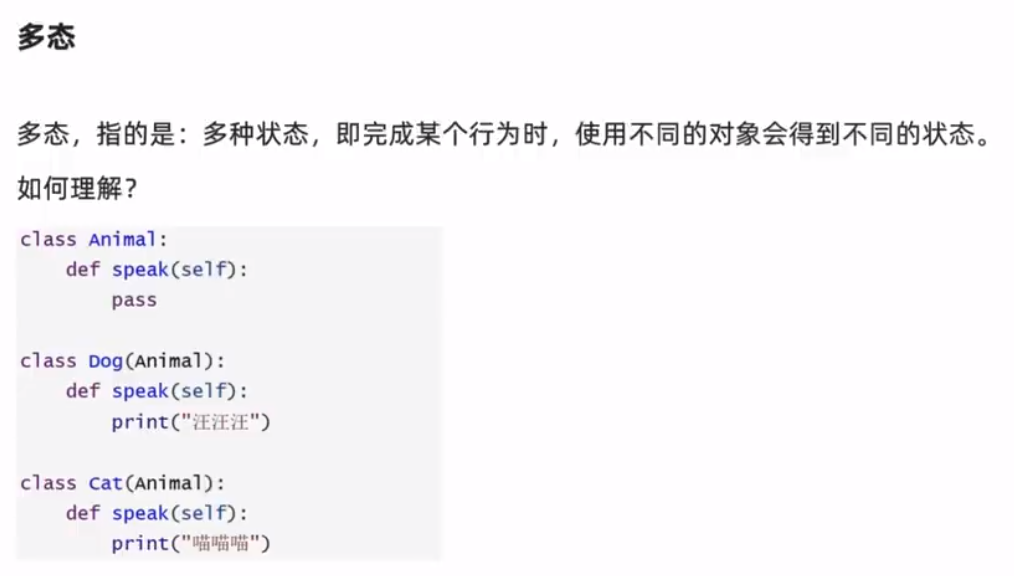 多态
多态，指的是：多种状态，即完成某个行为时，使用不同的对象会得到不同的状态。
如何理解？
class Animal:
    def speak(self):
        pass
class Dog(Animal):
    def speak(self):
        print("汪汪汪")
class Cat(Animal):
    def speak(self):
        print("喵喵喵")